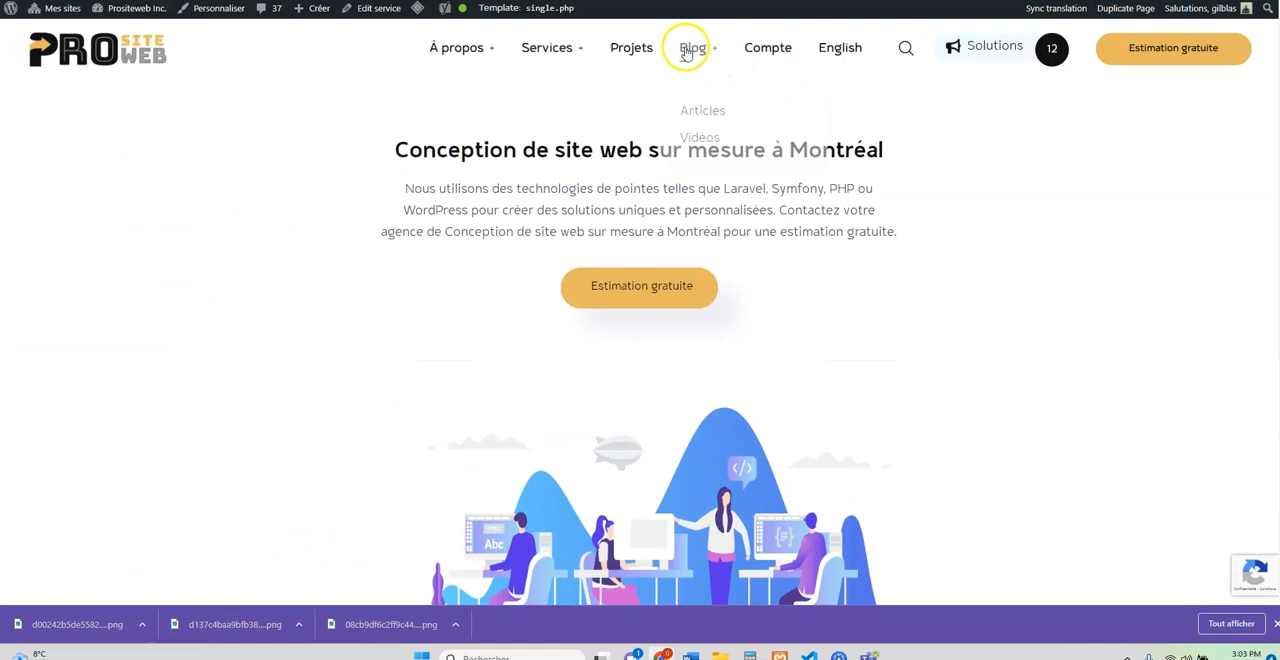 Mes sites
Prositeweb Inc.
Personnaliser
37
Créer
Edit service
Template: single.php
Sync translation
Duplicate Page
Salutations, gilblas
PRO SITE WEB
À propos +
Services +
Projets
Blog +
Compte
English
Solutions
12
Estimation gratuite
Articles
Vidéos
Conception de site web sur mesure à Montréal
Nous utilisons des technologies de pointes telles que Laravel, Symfony, PHP ou
WordPress pour créer des solutions uniques et personnalisées. Contactez votre
agence de Conception de site web sur mesure à Montréal pour une estimation gratuite.
Estimation gratuite
</>
Abc
Confidentialité - Conditions
d00242b5de5582....png
d137c4baa9bfb38....png
08cb9df6c2ff9c44....png
Tout afficher
8°C
Rechercher
3:03 PM